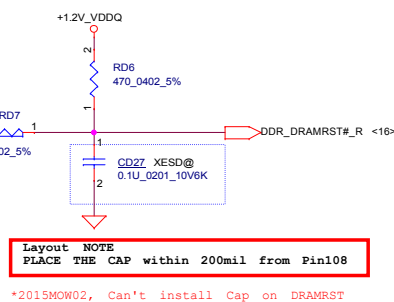 +1.2V_VDDQ
2
RD6
470_0402_5%
1
RD7
1
02_5%
DDR_DRAMRST#_R <16>
1
CD27 XESD@
0.1U_0201_10V6K
2
Layout NOTE
PLACE THE CAP within 200mil from Pin108
*2015MOW02, Can't install Cap on DRAMRST